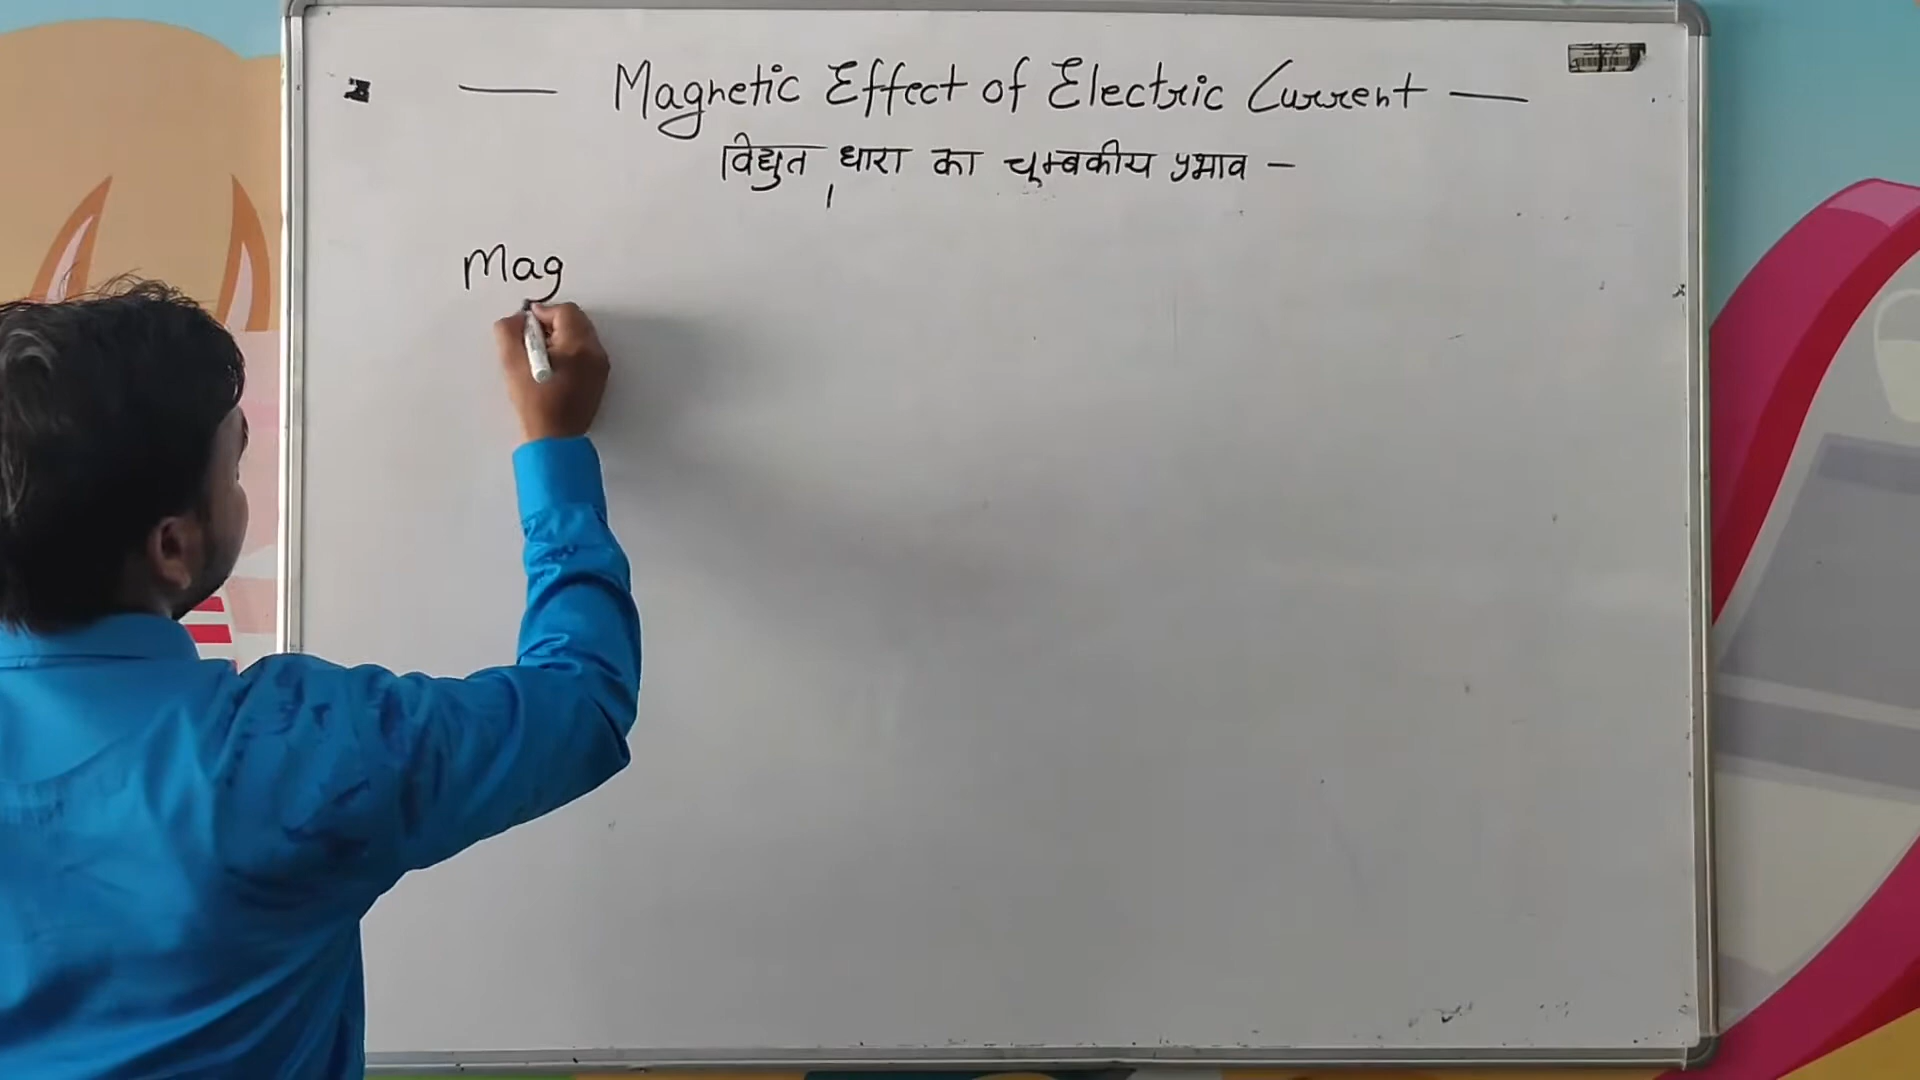 — Magnetic Effect of Electric Current —
विद्युत धारा का चूम्बकीय प्रभाव –
Mag